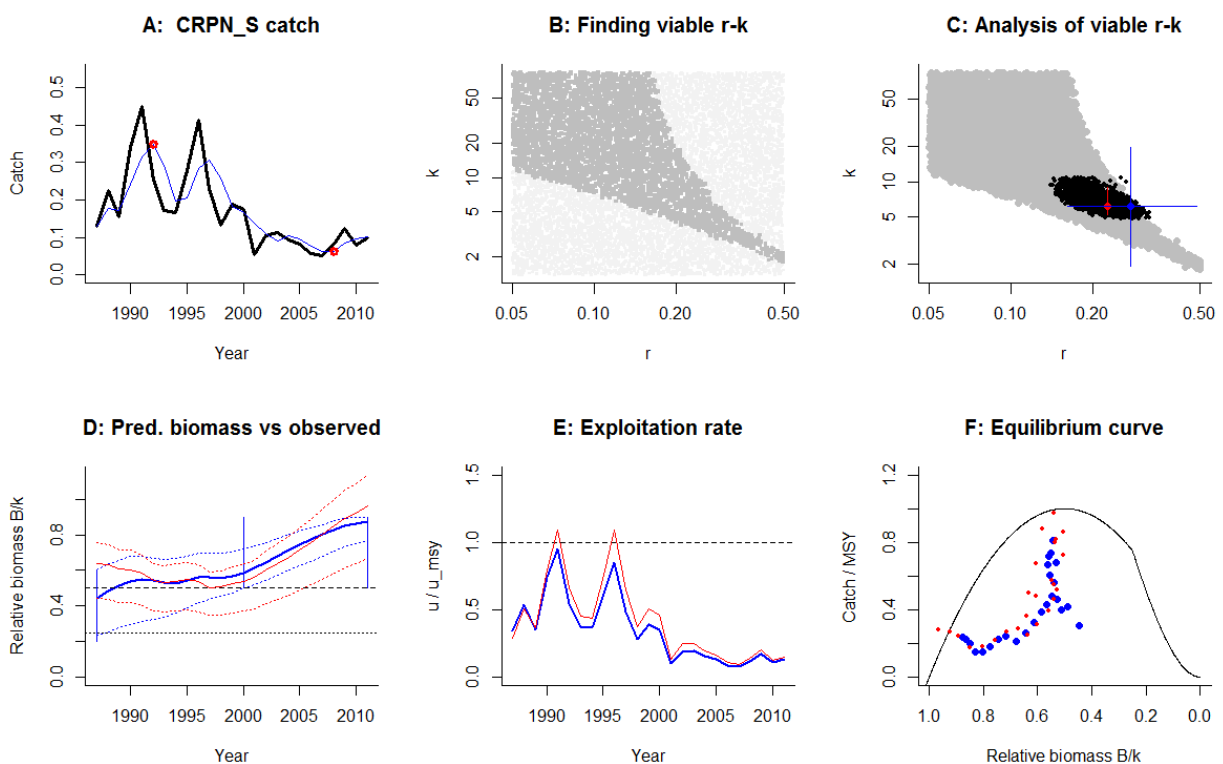 A:  CRPN_S catch
Catch
0.0 0.1 0.2 0.3 0.4 0.5
1990 1995 2000 2005 2010
Year
B: Finding viable r-k
k
2 5 10 20 50
0.05 0.10 0.20 0.50
r
C: Analysis of viable r-k
k
2 5 10 20 50
0.05 0.10 0.20 0.50
r
D: Pred. biomass vs observed
Relative biomass B/k
0.0 0.4 0.8
1990 2000 2010
Year
E: Exploitation rate
u / u_msy
0.0 0.5 1.0 1.5
1990 2000 2010
Year
F: Equilibrium curve
Catch / MSY
0.0 0.4 0.8 1.2
1.0 0.8 0.6 0.4 0.2 0.0
Relative biomass B/k